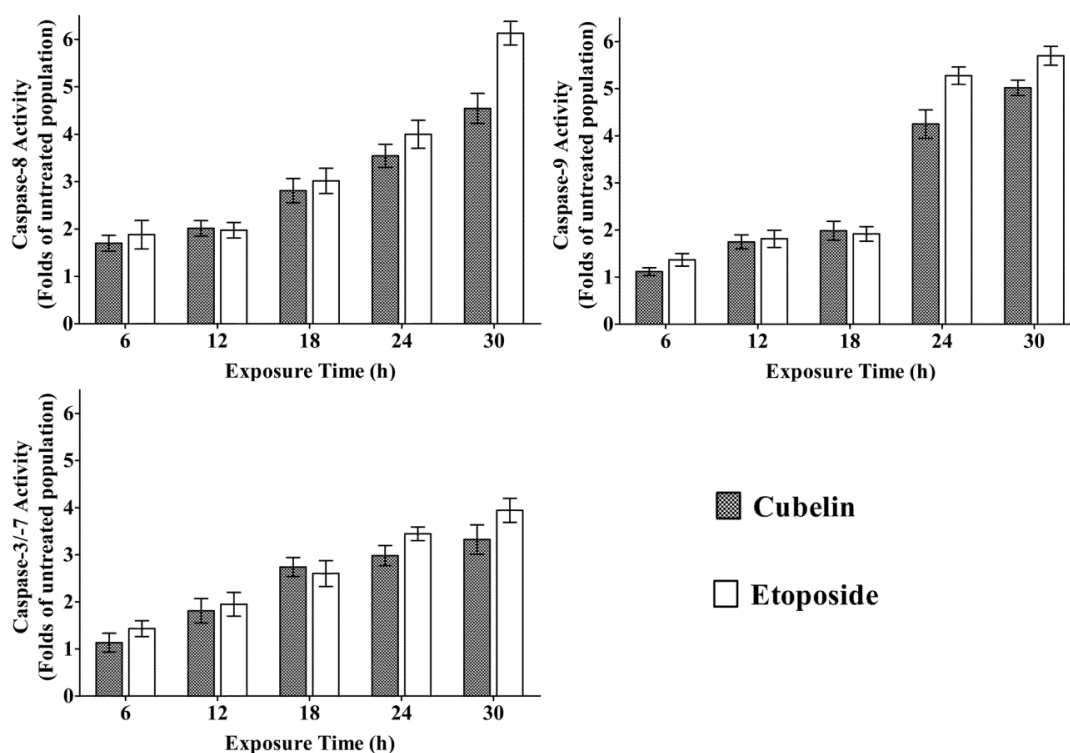 Caspase-8 Activity
(Folds of untreated population)
6
5
4
3
2
1
0
6 12 18 24 30
Exposure Time (h)
Caspase-9 Activity
(Folds of untreated population)
6
5
4
3
2
1
0
6 12 18 24 30
Exposure Time (h)
Caspase-3/-7 Activity
(Folds of untreated population)
6
5
4
3
2
1
0
6 12 18 24 30
Exposure Time (h)
Cubelin
Etoposide